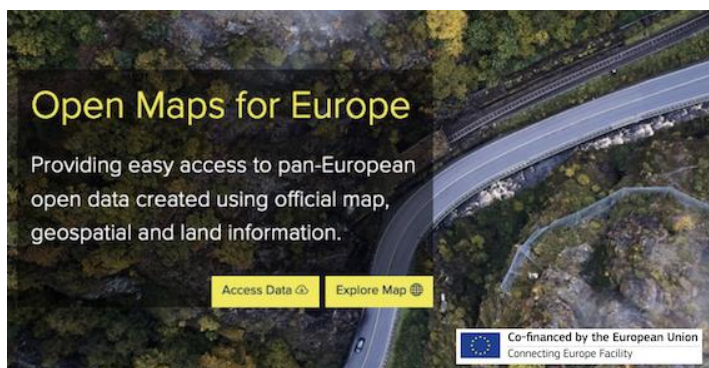 Open Maps for Europe
Providing easy access to pan-European
open data created using official map,
geospatial and land information.
Access Data
Explore Map
Co-financed by the European Union
Connecting Europe Facility